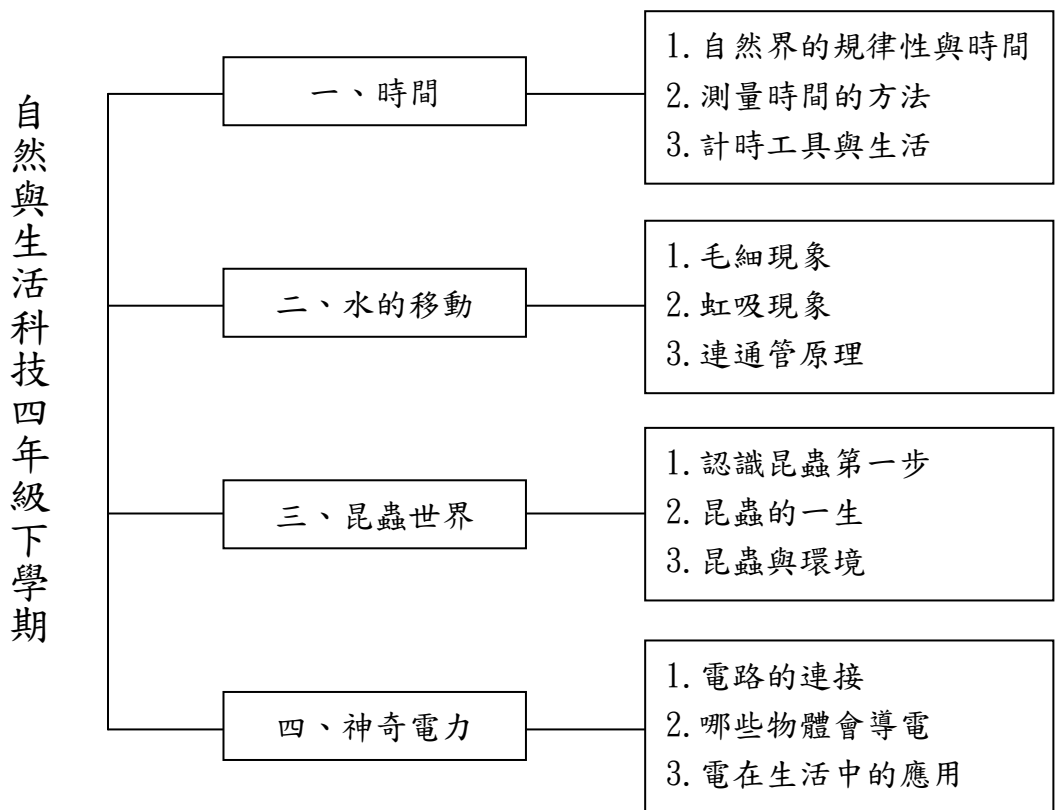 自然與生活科技四年級下學期
一、時間
1.自然界的規律性與時間
2.測量時間的方法
3.計時工具與生活
二、水的移動
1.毛細現象
2.虹吸現象
3.連通管原理
三、昆蟲世界
1.認識昆蟲第一步
2.昆蟲的一生
3.昆蟲與環境
四、神奇電力
1.電路的連接
2.哪些物體會導電
3.電在生活中的應用